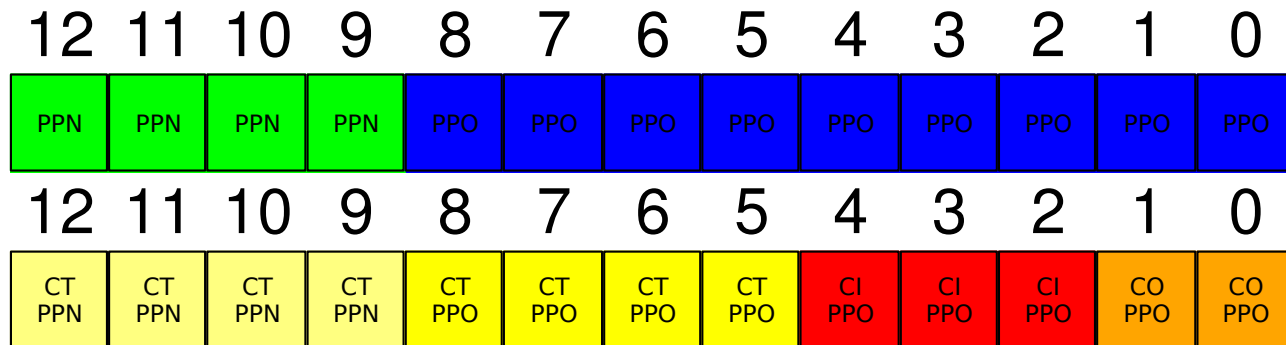 12 11 10 9 8 7 6 5 4 3 2 1 0
PPN PPN PPN PPN PPO PPO PPO PPO PPO PPO PPO PPO PPO
12 11 10 9 8 7 6 5 4 3 2 1 0
CT CT CT CT CT CT CT CT CI CI CI CO CO
PPN PPN PPN PPN PPO PPO PPO PPO PPO PPO PPO PPO PPO